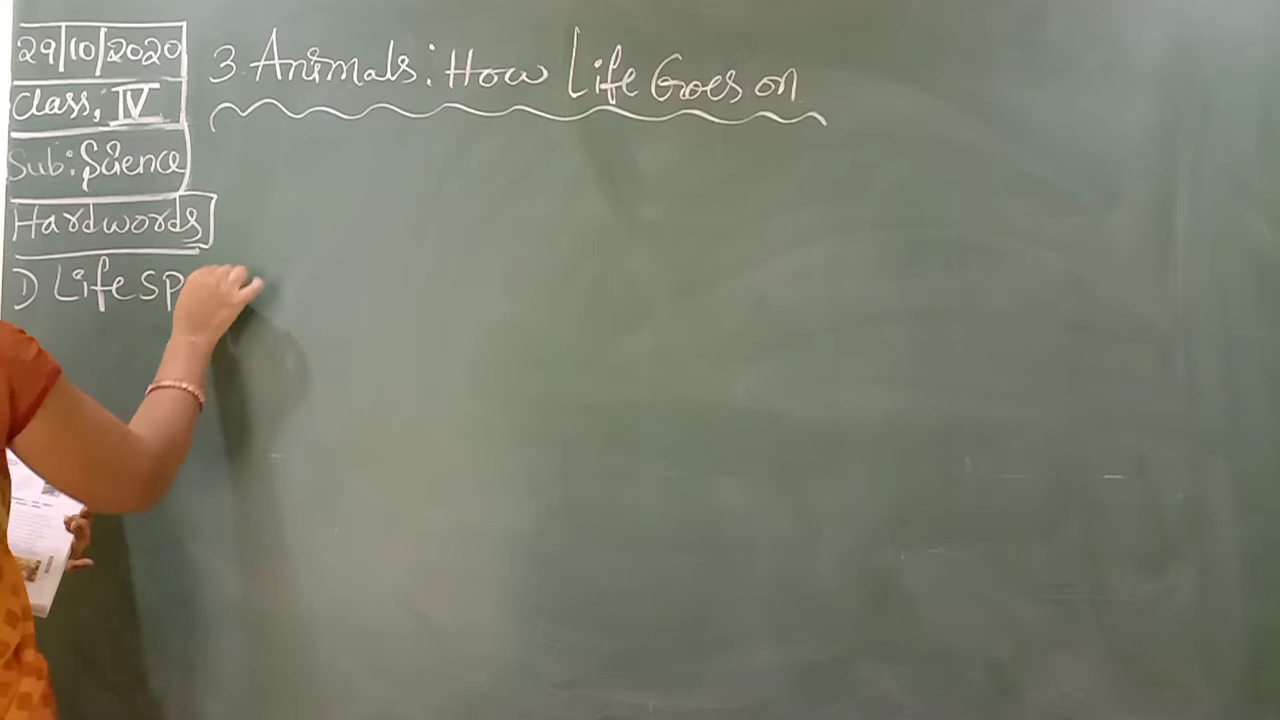 29/10/2020
Class: IV
Sub: Science
Hardwords
3. Animals: How Life Goes on
1) Life sp